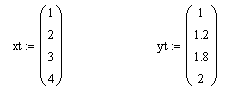 xt := (1 2 3 4)
yt := (1 1.2 1.8 2)